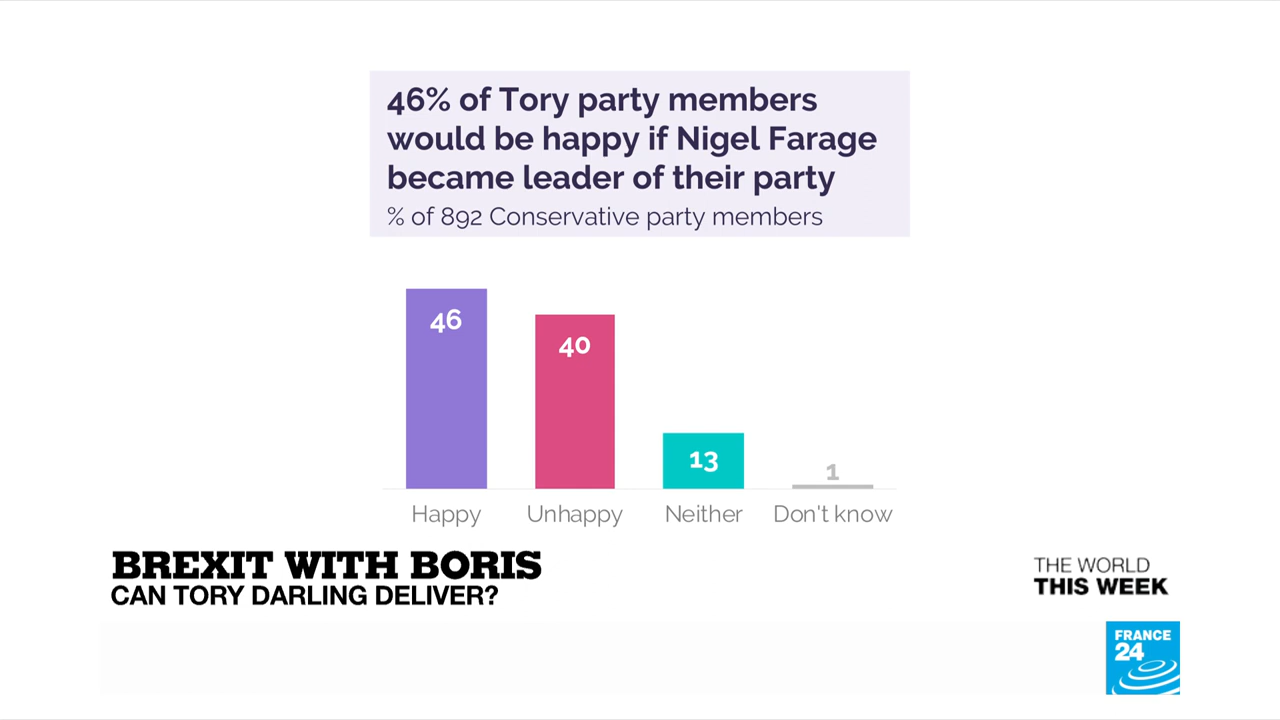 46% of Tory party members
would be happy if Nigel Farage
became leader of their party
% of 892 Conservative party members
46
40
13
1
Happy
Unhappy
Neither
Don't know
BREXIT WITH BORIS
CAN TORY DARLING DELIVER?
THE WORLD
THIS WEEK
FRANCE
24